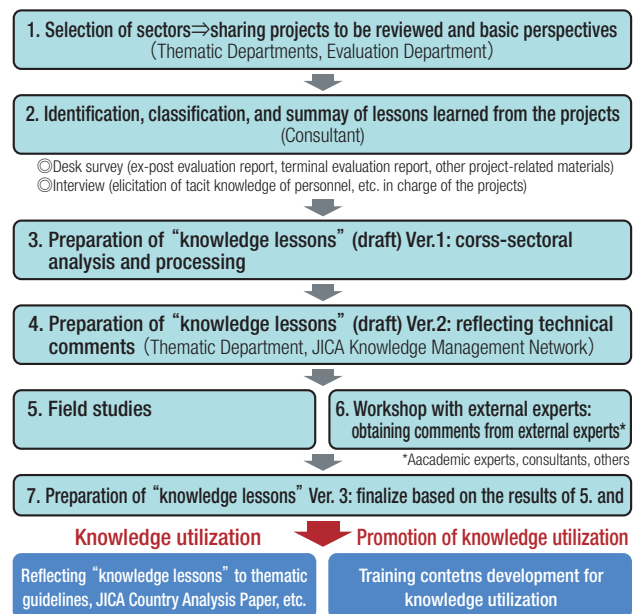 1. Selection of sectors⇒sharing projects to be reviewed and basic perspectives
(Thematic Departments, Evaluation Department)
2. Identification, classification, and summay of lessons learned from the projects
(Consultant)
◎Desk survey (ex-post evaluation report, terminal evaluation report, other project-related materials)
◎Interview (elicitation of tacit knowledge of personnel, etc. in charge of the projects)
3. Preparation of “knowledge lessons” (draft) Ver.1: corss-sectoral
analysis and processing
4. Preparation of “knowledge lessons” (draft) Ver.2: reflecting technical
comments (Thematic Department, JICA Knowledge Management Network)
5. Field studies
6. Workshop with external experts:
obtaining comments from external experts*
*Aacademic experts, consultants, others
7. Preparation of “knowledge lessons” Ver. 3: finalize based on the results of 5. and
Knowledge utilization
Promotion of knowledge utilization
Reflecting “knowledge lessons” to thematic
guidelines, JICA Country Analysis Paper, etc.
Training contetns development for
knowledge utilization